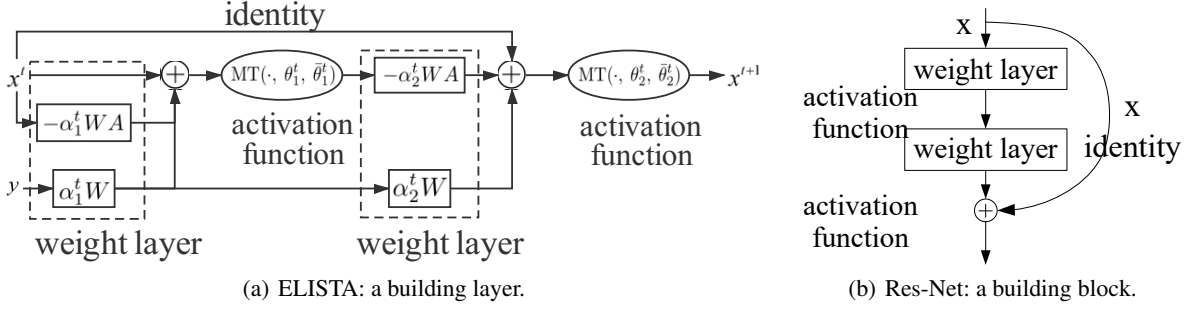 identity
x^t
MT(·, θ_1^t, θ̄_1^t)
-α_2^t WA
MT(·, θ_2^t, θ̄_2^t)
x^{t+1}
-α_1^t WA
activation
function
activation
function
y
α_1^t W
α_2^t W
weight layer
weight layer
(a) ELISTA: a building layer.
x
weight layer
activation
function
x
weight layer
identity
activation
function
(b) Res-Net: a building block.